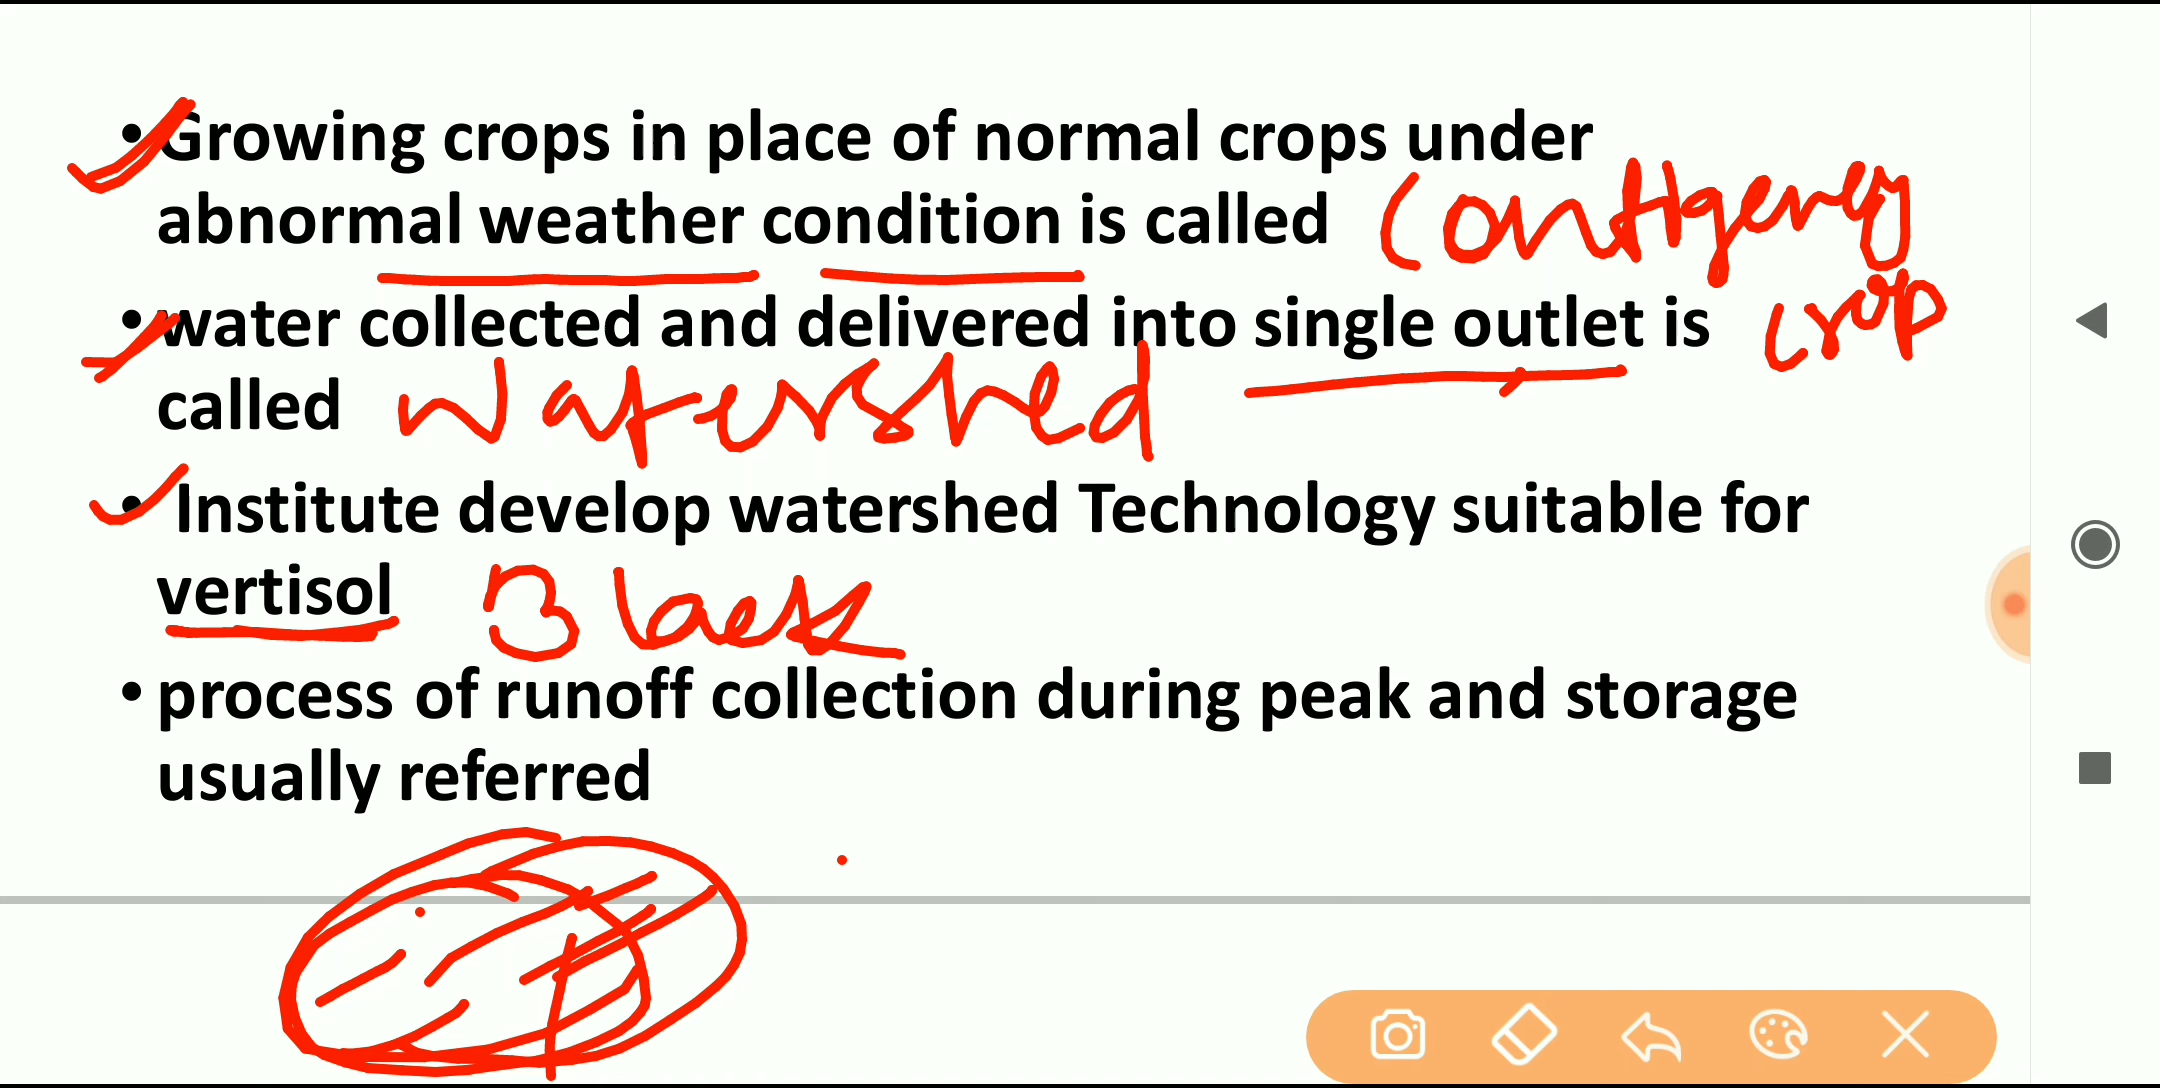 • Growing crops in place of normal crops under
abnormal weather condition is called Contigency
• water collected and delivered into single outlet is crop
called Watershed
• Institute develop watershed Technology suitable for
vertisol Black
• process of runoff collection during peak and storage
usually referred